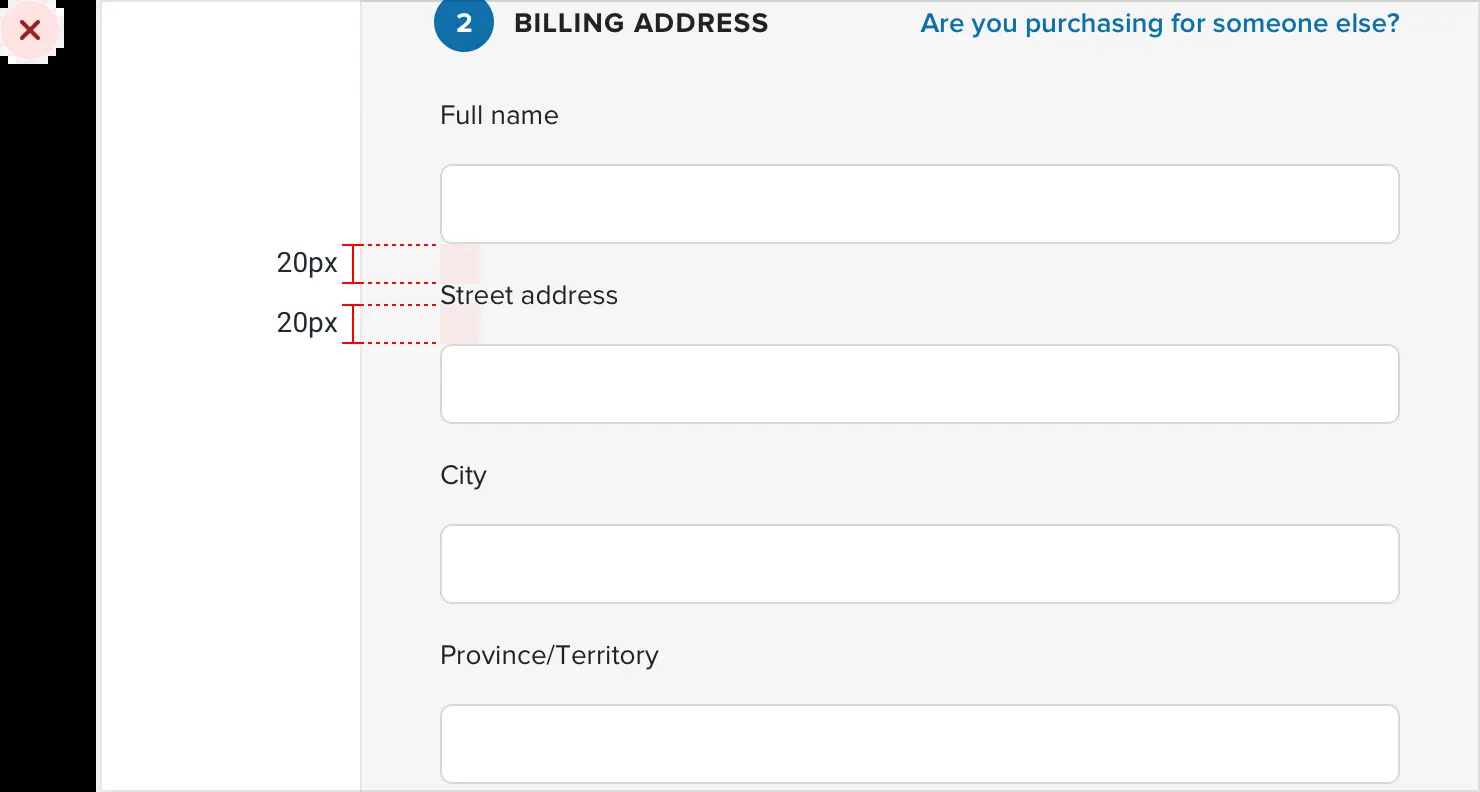 2 BILLING ADDRESS Are you purchasing for someone else?
Full name
20px
Street address
20px
City
Province/Territory